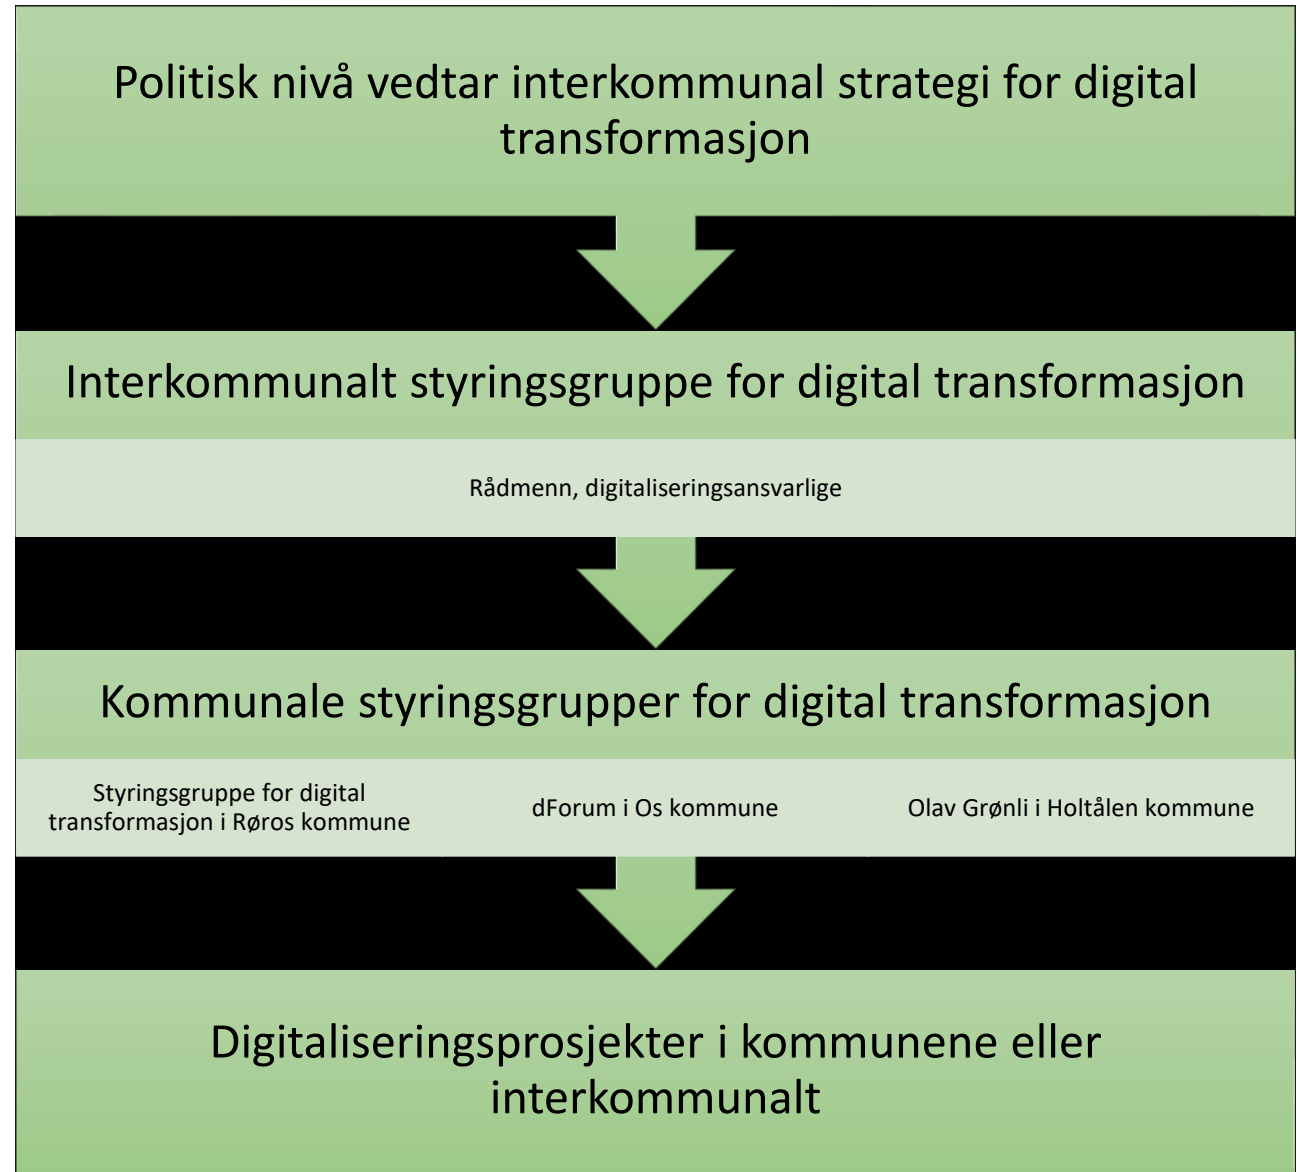 Politisk nivå vedtar interkommunal strategi for digital
transformasjon
Interkommunalt styringsgruppe for digital transformasjon
Rådmenn, digitaliseringsansvarlige
Kommunale styringsgrupper for digital transformasjon
Styringsgruppe for digital
transformasjon i Røros kommune
dForum i Os kommune
Olav Grønli i Holtålen kommune
Digitaliseringsprosjekter i kommunene eller
interkommunalt